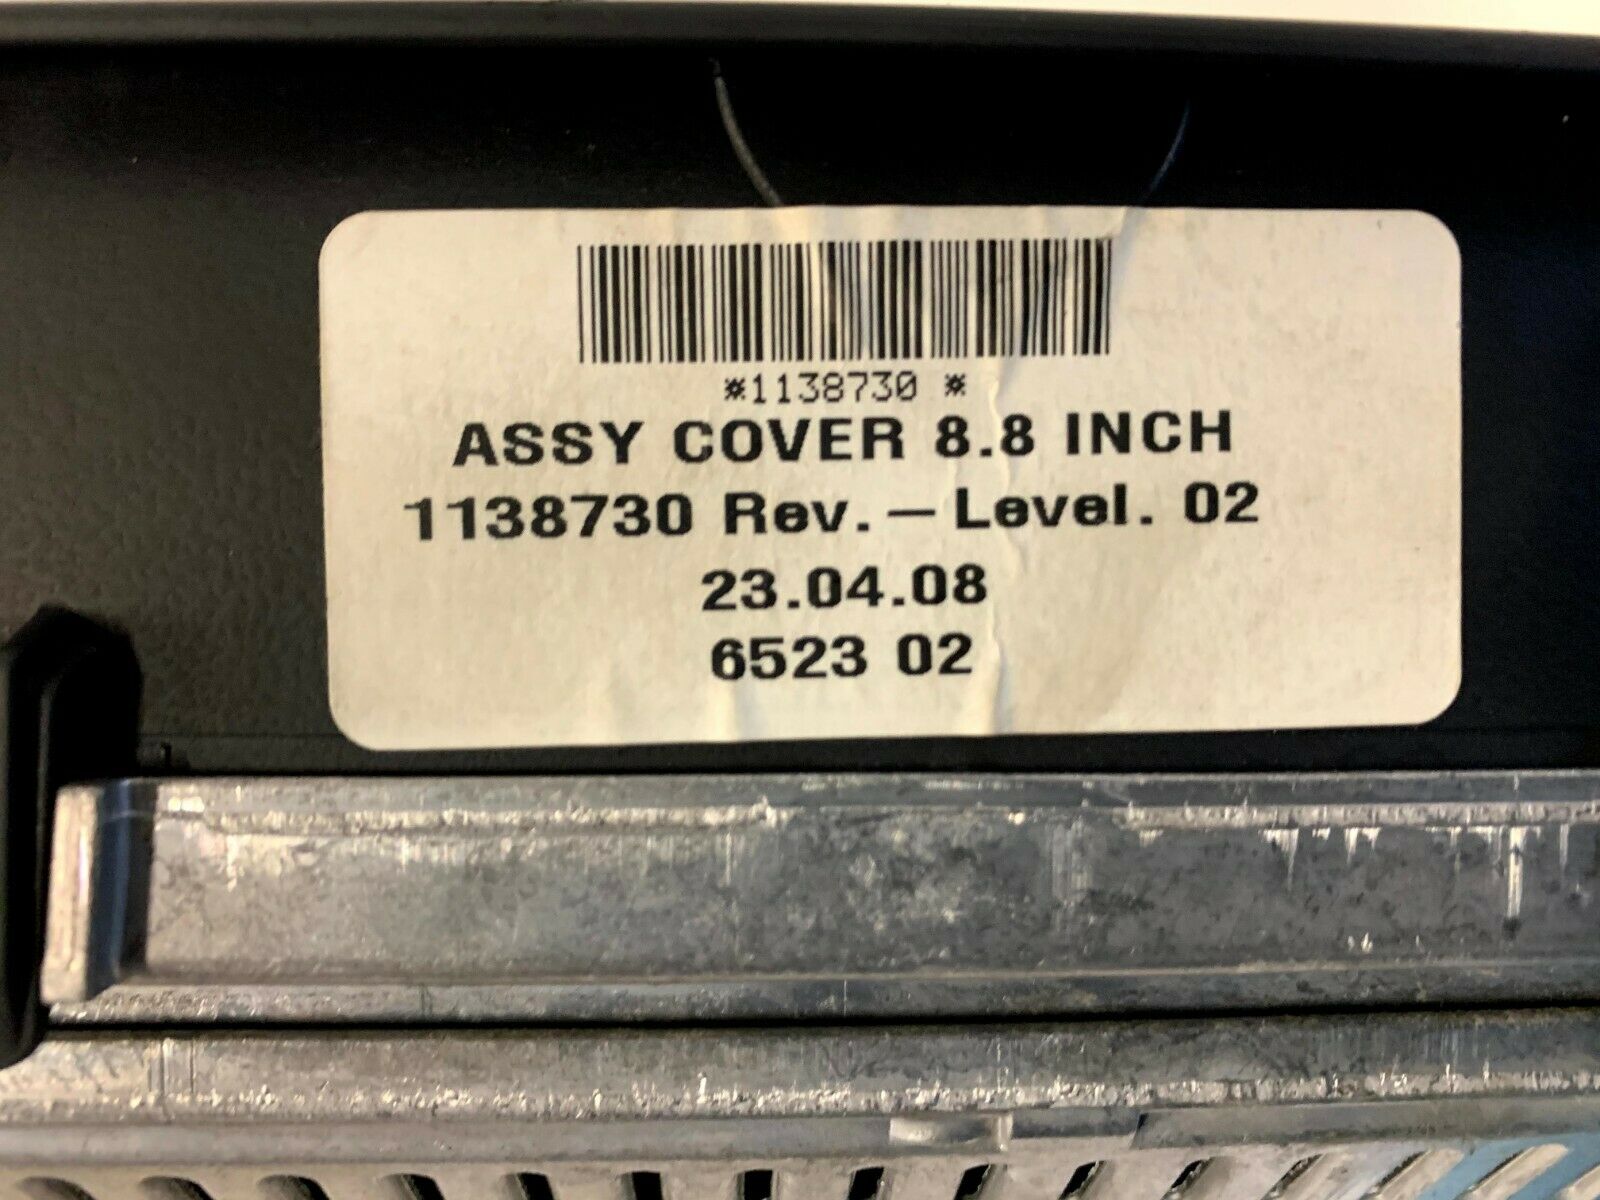 *1138730 *
ASSY COVER 8.8 INCH
1138730 Rev.—Level. 02
23.04.08
6523 02